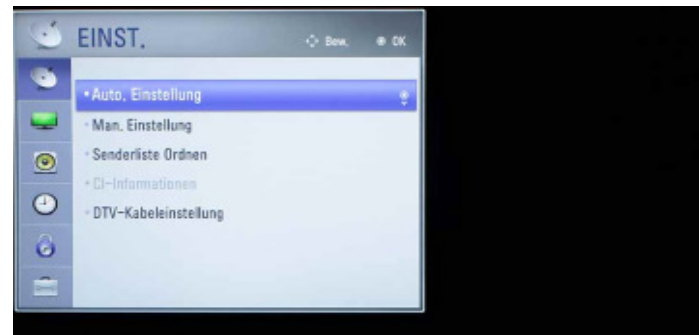 EINST.
Bew. OK
Auto. Einstellung
Man. Einstellung
Senderliste Ordnen
CI-Informationen
DTV-Kabeleinstellung